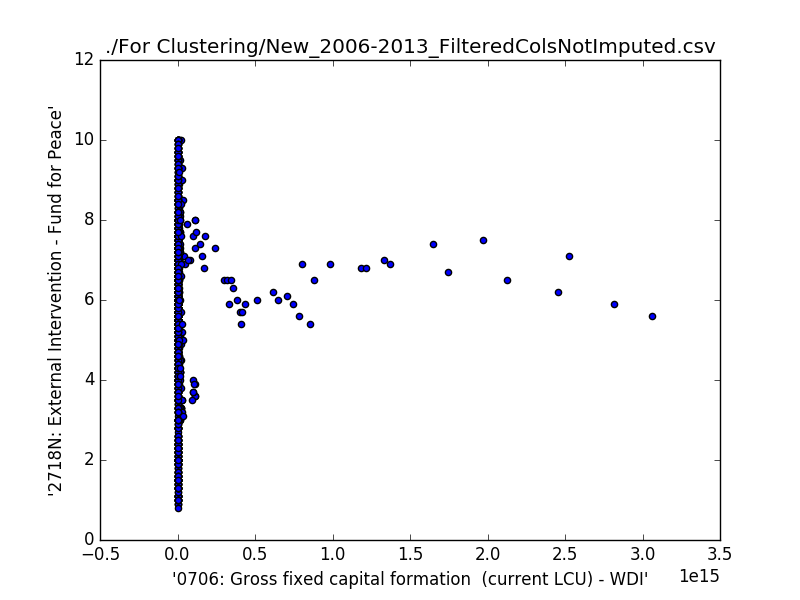 ./For Clustering/New_2006-2013_FilteredColsNotImputed.csv
12
10
8
6
4
2
0
'2718N: External Intervention - Fund for Peace'
−0.5 0.0 0.5 1.0 1.5 2.0 2.5 3.0 3.5
1e15
'0706: Gross fixed capital formation  (current LCU) - WDI'